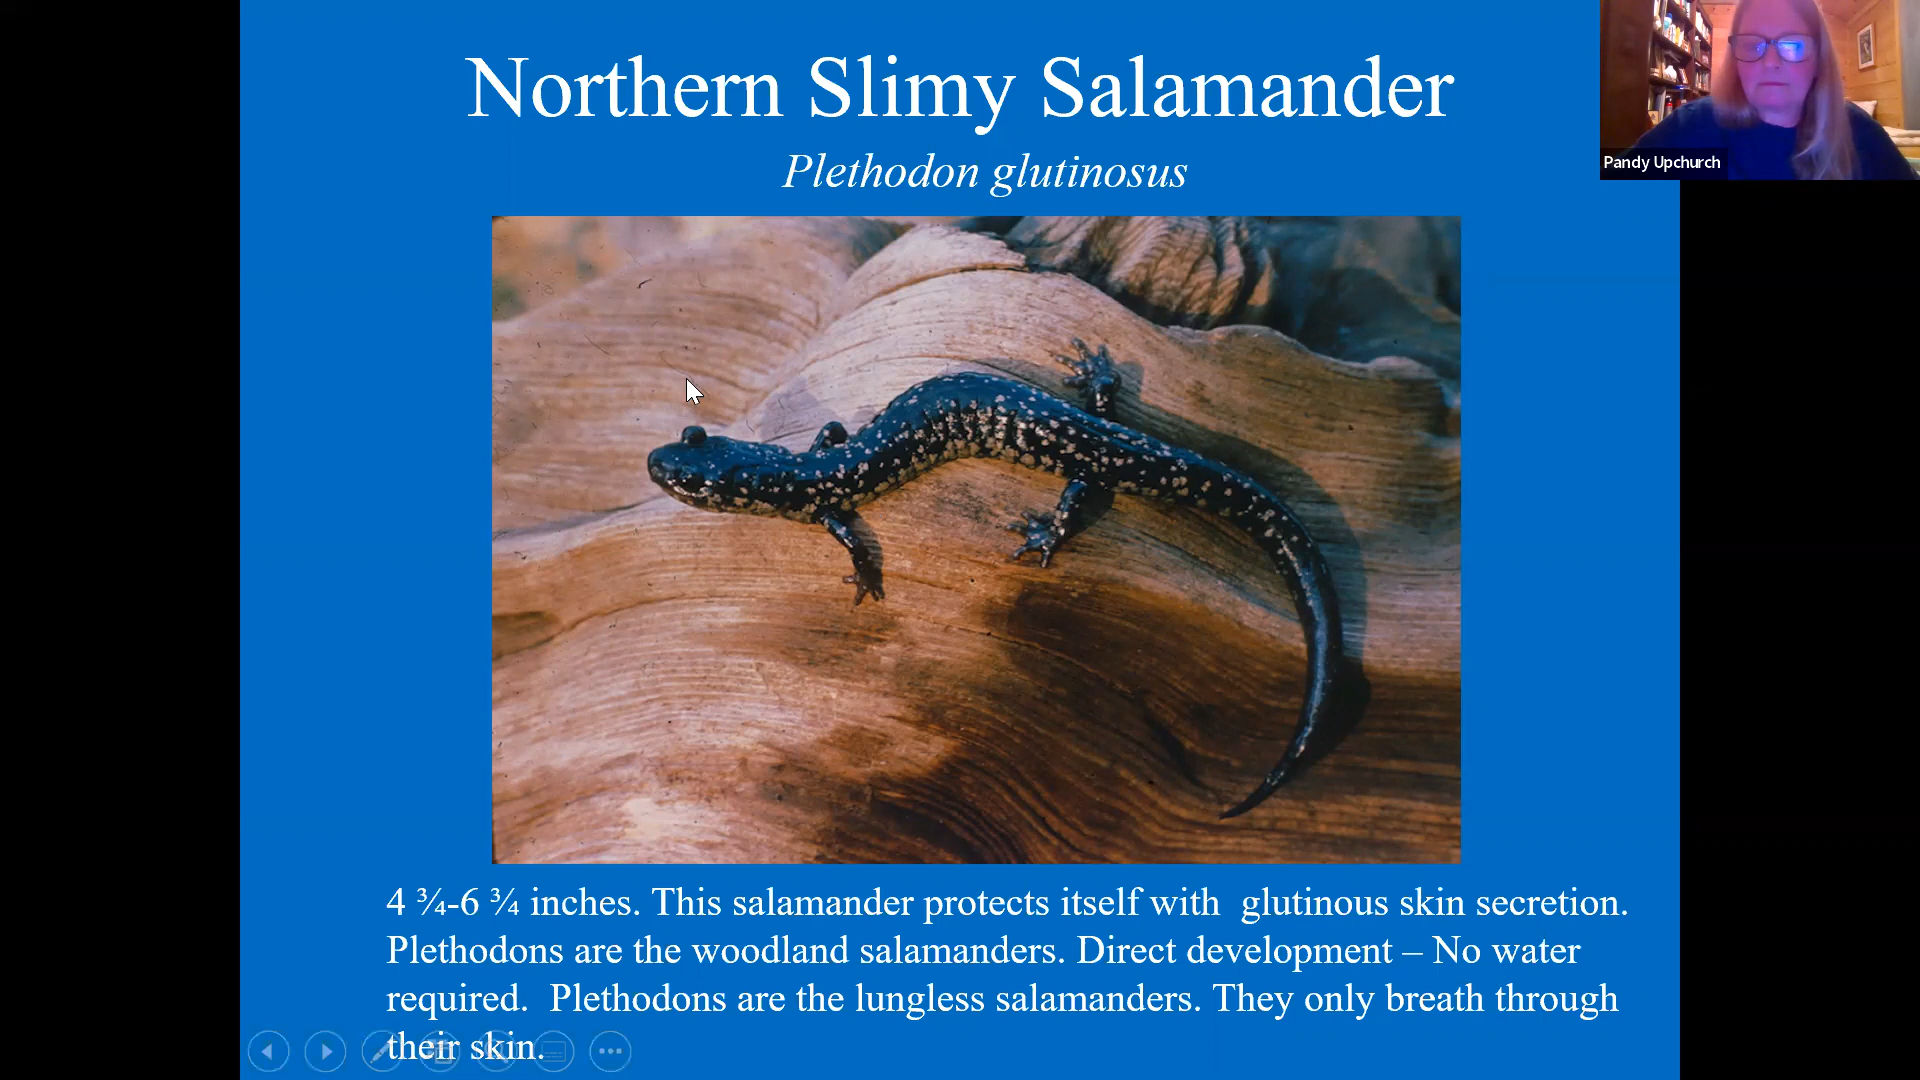 Northern Slimy Salamander
Plethodon glutinosus
Pandy Upchurch
4 ¾-6 ¾ inches. This salamander protects itself with  glutinous skin secretion.
Plethodons are the woodland salamanders. Direct development – No water
required.  Plethodons are the lungless salamanders. They only breath through
their skin.